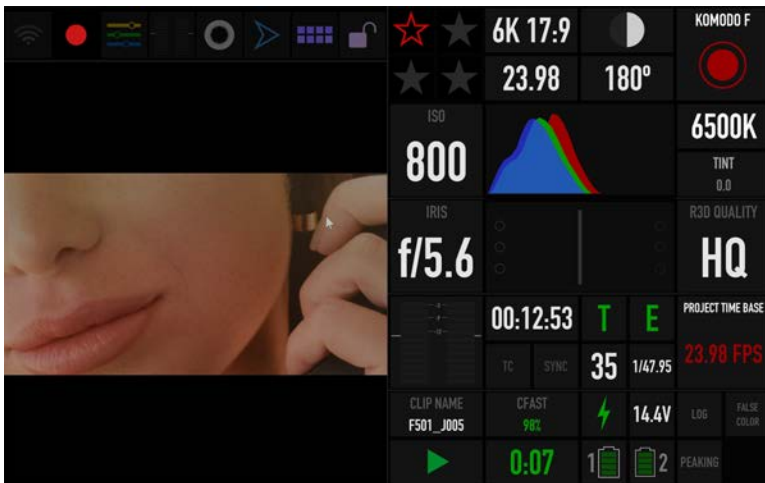 6K 17:9
KOMODO F
23.98
180º
ISO
800
6500K
TINT
0.0
IRIS
f/5.6
R3D QUALITY
HQ
00:12:53
T
E
PROJECT TIME BASE
23.98 FPS
TC
SYNC
35
1/47.95
CLIP NAME
F501_J005
CFAST
98%
14.4V
LOG
FALSE
COLOR
0:07
1
2
PEAKING